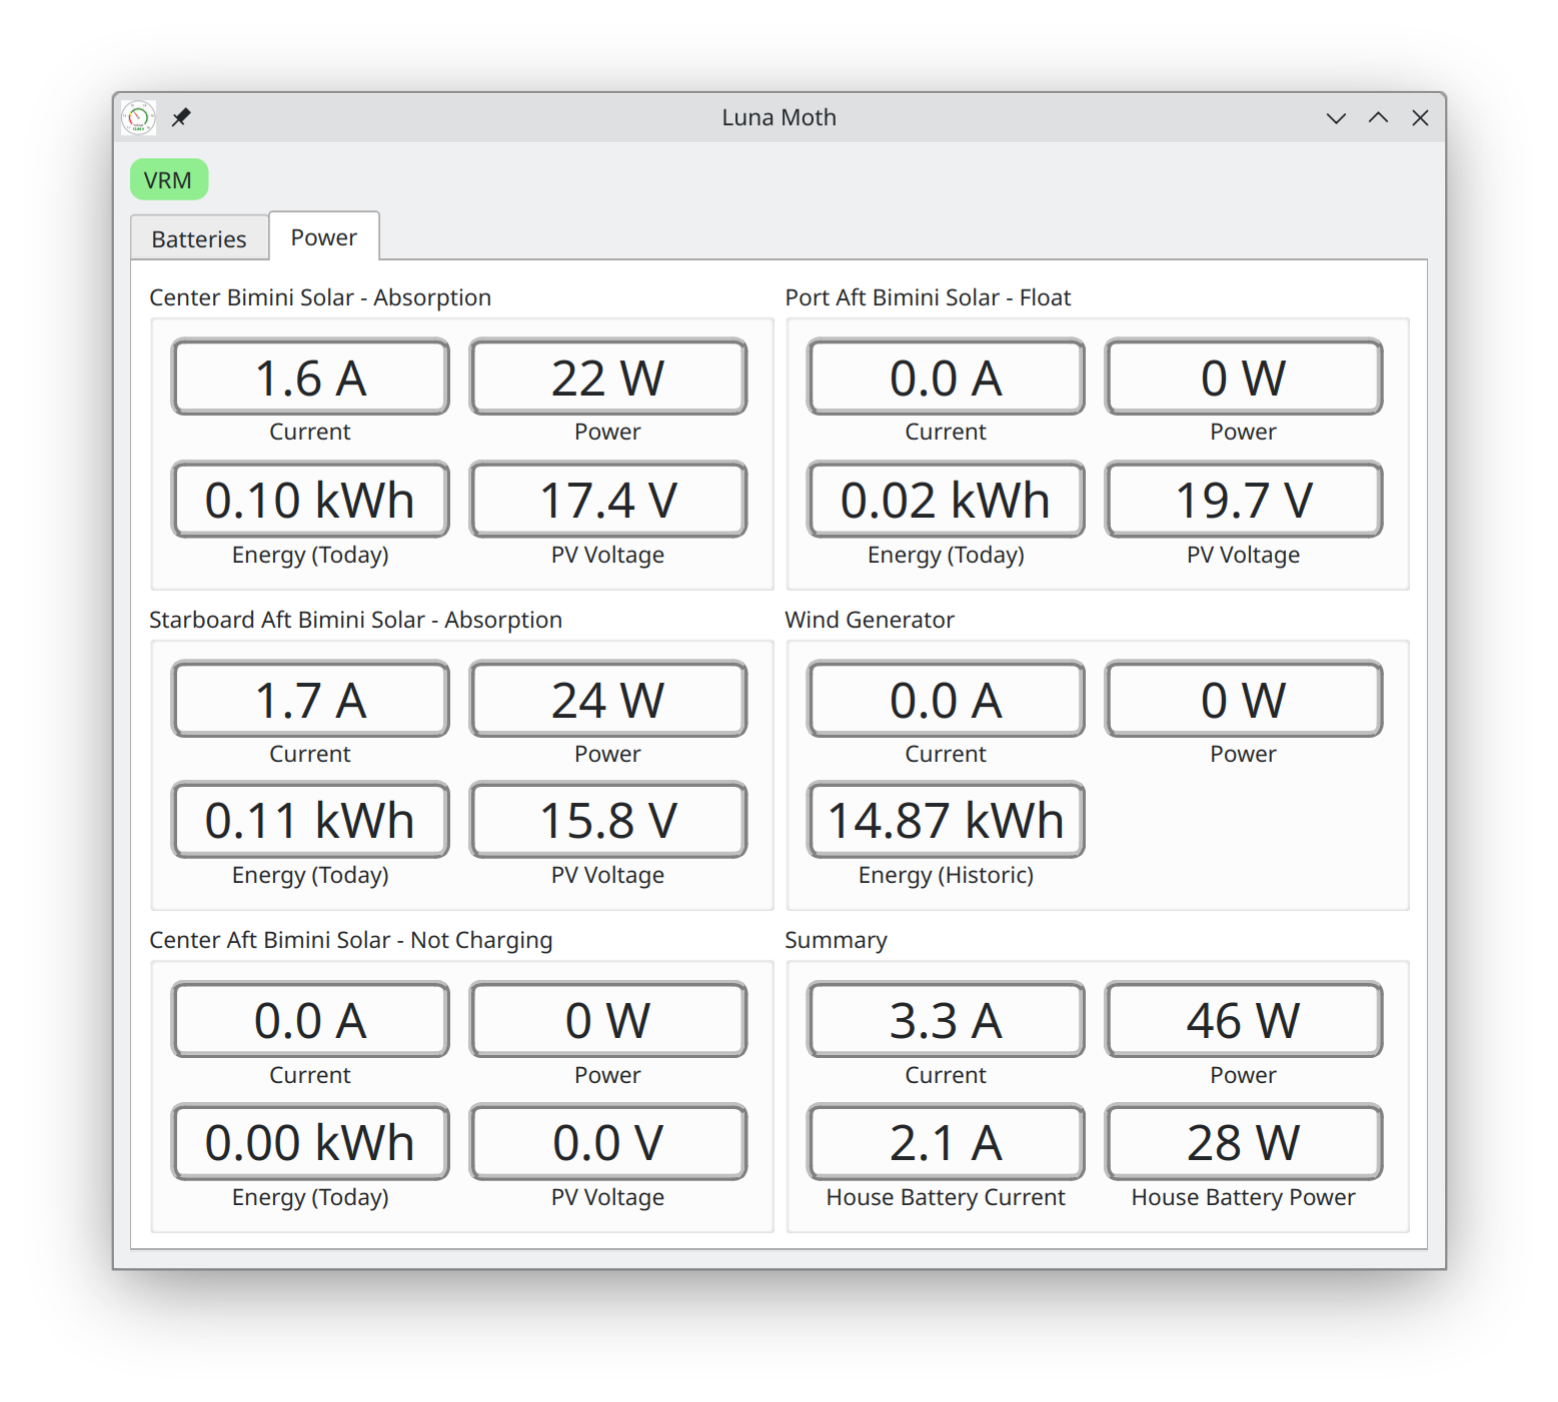 Luna Moth
VRM
Batteries
Power
Center Bimini Solar - Absorption
1.6 A
22 W
Current
Power
0.10 kWh
17.4 V
Energy (Today)
PV Voltage
Port Aft Bimini Solar - Float
0.0 A
0 W
Current
Power
0.02 kWh
19.7 V
Energy (Today)
PV Voltage
Starboard Aft Bimini Solar - Absorption
1.7 A
24 W
Current
Power
0.11 kWh
15.8 V
Energy (Today)
PV Voltage
Wind Generator
0.0 A
0 W
Current
Power
14.87 kWh
Energy (Historic)
Center Aft Bimini Solar - Not Charging
0.0 A
0 W
Current
Power
0.00 kWh
0.0 V
Energy (Today)
PV Voltage
Summary
3.3 A
46 W
Current
Power
2.1 A
28 W
House Battery Current
House Battery Power